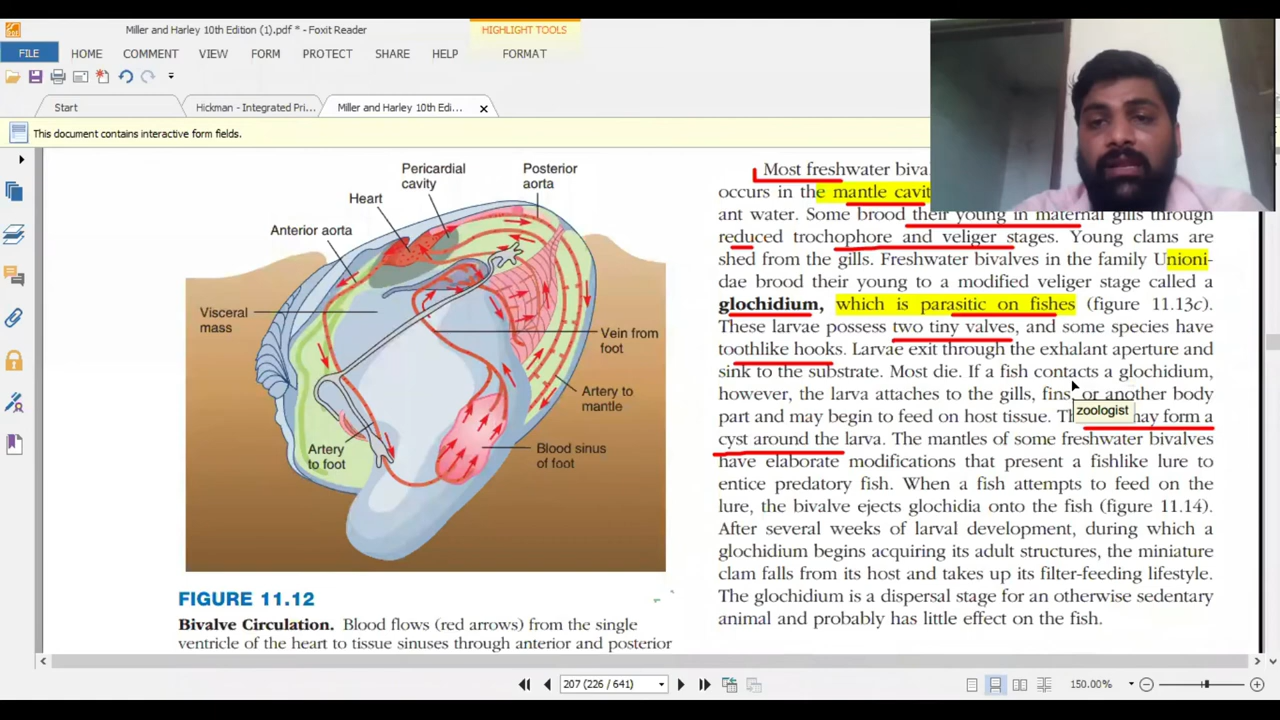 Miller and Harley 10th Edition (1).pdf * - Foxit Reader
HIGHLIGHT TOOLS
FILE HOME COMMENT VIEW FORM PROTECT SHARE HELP FORMAT
Start
Hickman - Integrated Pri...
Miller and Harley 10th Edi...
This document contains interactive form fields.
Pericardial
cavity
Posterior
aorta
Heart
Anterior aorta
Visceral
mass
Vein from
foot
Artery to
mantle
Artery
to foot
Blood sinus
of foot
FIGURE 11.12
Bivalve Circulation. Blood flows (red arrows) from the single
ventricle of the heart to tissue sinuses through anterior and posterior
Most freshwater
occurs in the mantle
ant water. Some brood their young in maternal gills through
reduced trochophore and veliger stages. Young clams are
shed from the gills. Freshwater bivalves in the family Unioni-
dae brood their young to a modified veliger stage called a
glochidium, which is parasitic on fishes (figure 11.13c).
These larvae possess two tiny valves, and some species have
toothlike hooks. Larvae exit through the exhalant aperture and
sink to the substrate. Most die. If a fish contacts a glochidium,
however, the larva attaches to the gills, fins, or another body
zoologist
part and may begin to feed on host tissue. may form a
cyst around the larva. The mantles of some freshwater bivalves
have elaborate modifications that present a fishlike lure to
entice predatory fish. When a fish attempts to feed on the
lure, the bivalve ejects glochidia onto the fish (figure 11.14).
After several weeks of larval development, during which a
glochidium begins acquiring its adult structures, the miniature
clam falls from its host and takes up its filter-feeding lifestyle.
The glochidium is a dispersal stage for an otherwise sedentary
animal and probably has little effect on the fish.
207 (226 / 641)
150.00%